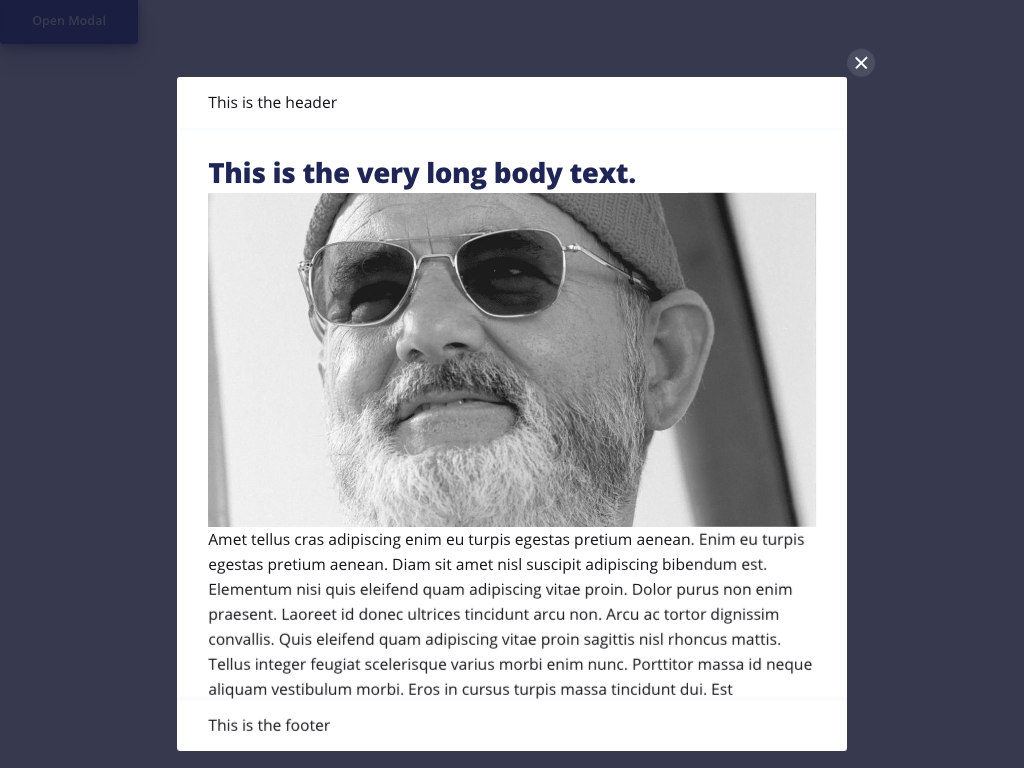 Open Modal
This is the header
This is the very long body text.
Amet tellus cras adipiscing enim eu turpis egestas pretium aenean. Enim eu turpis
egestas pretium aenean. Diam sit amet nisl suscipit adipiscing bibendum est.
Elementum nisi quis eleifend quam adipiscing vitae proin. Dolor purus non enim
praesent. Laoreet id donec ultrices tincidunt arcu non. Arcu ac tortor dignissim
convallis. Quis eleifend quam adipiscing vitae proin sagittis nisl rhoncus mattis.
Tellus integer feugiat scelerisque varius morbi enim nunc. Porttitor massa id neque
aliquam vestibulum morbi. Eros in cursus turpis massa tincidunt dui. Est
This is the footer